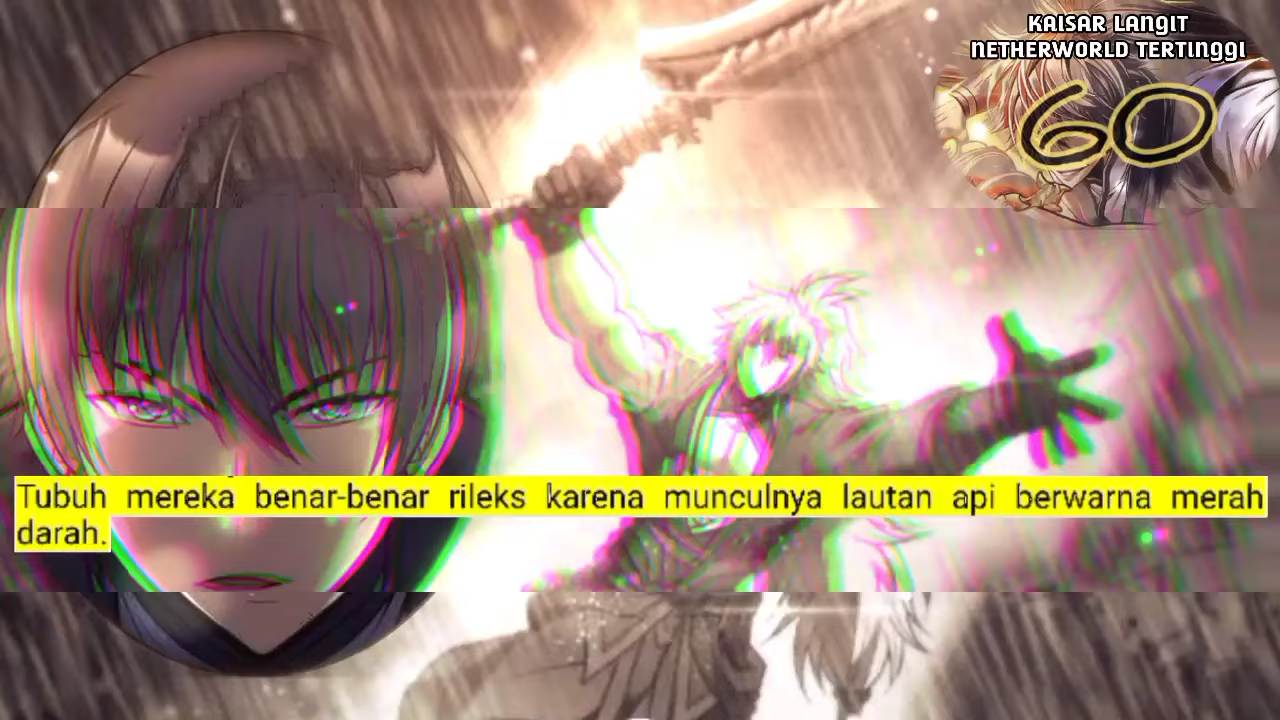 KAISAR LANGIT
NETHERWORLD TERTINGGI
60
Tubuh mereka benar-benar rileks karena munculnya lautan api berwarna merah
darah.